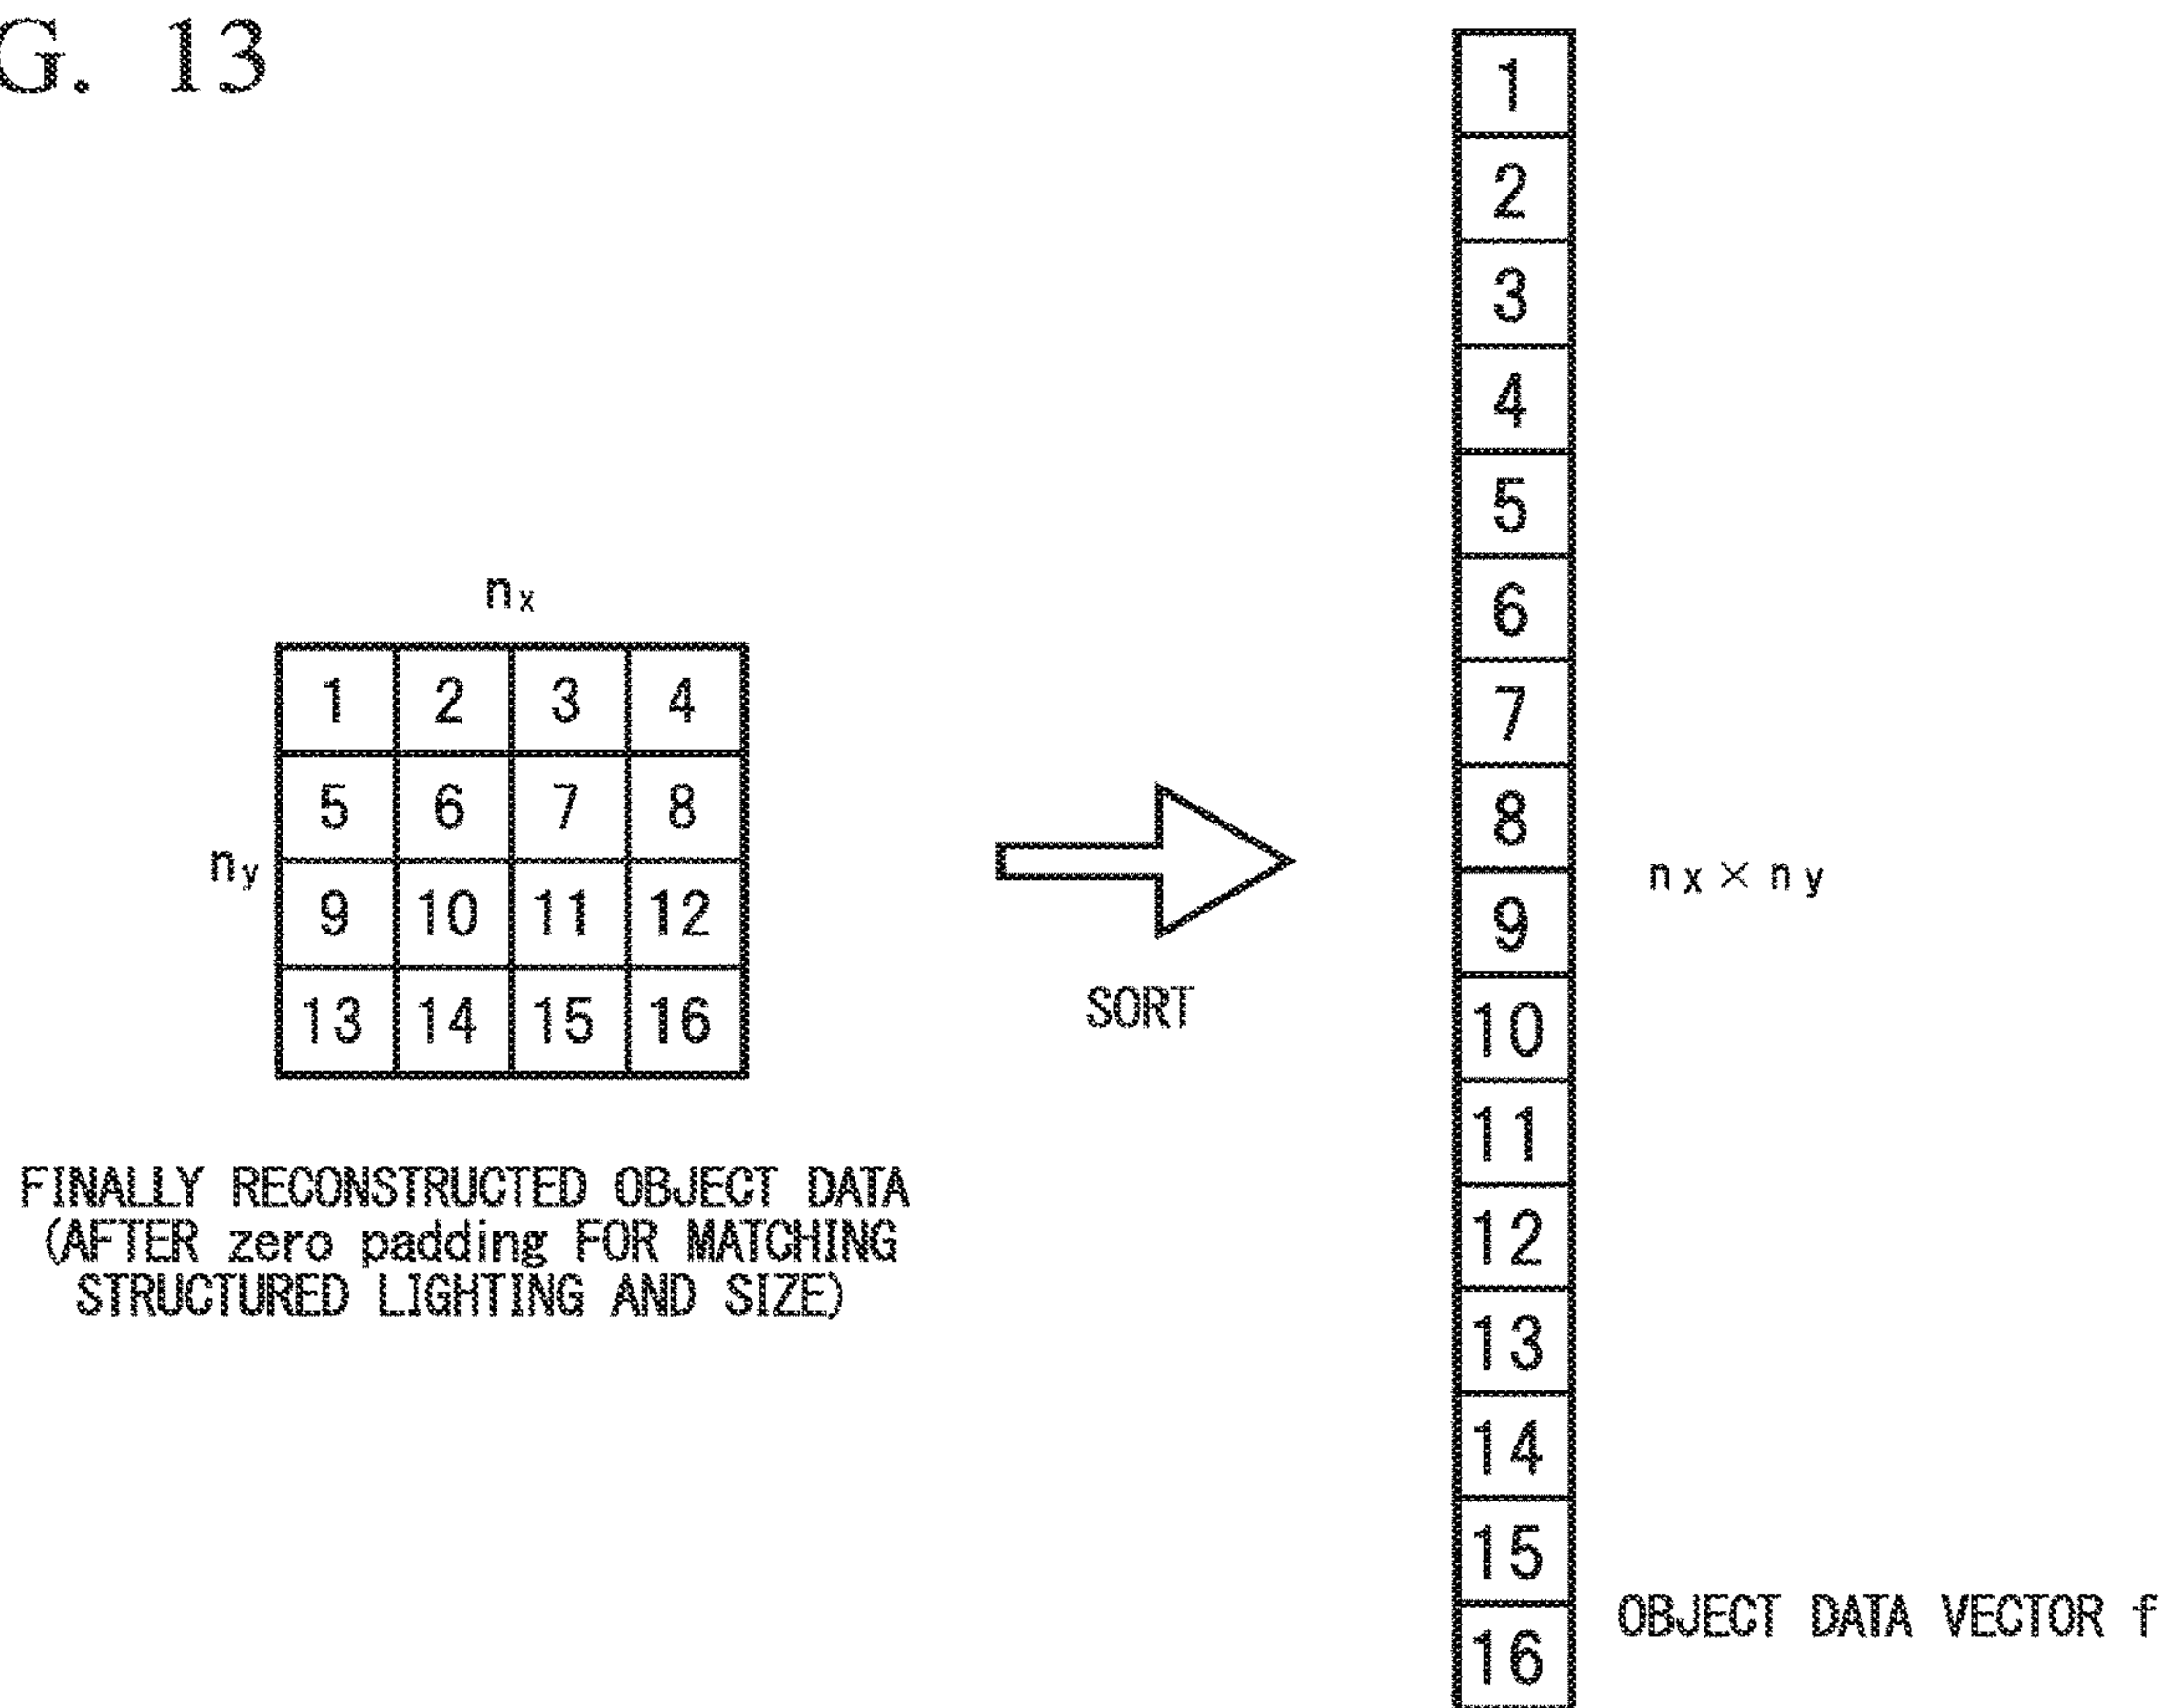 G. 13
n x
1 2 3 4
5 6 7 8
n y
9 10 11 12
13 14 15 16
FINALLY RECONSTRUCTED OBJECT DATA
(AFTER zero padding FOR MATCHING
STRUCTURED LIGHTING AND SIZE)
SORT
1
2
3
4
5
6
7
8
9
10
11
12
13
14
15
16
n x × n y
OBJECT DATA VECTOR f